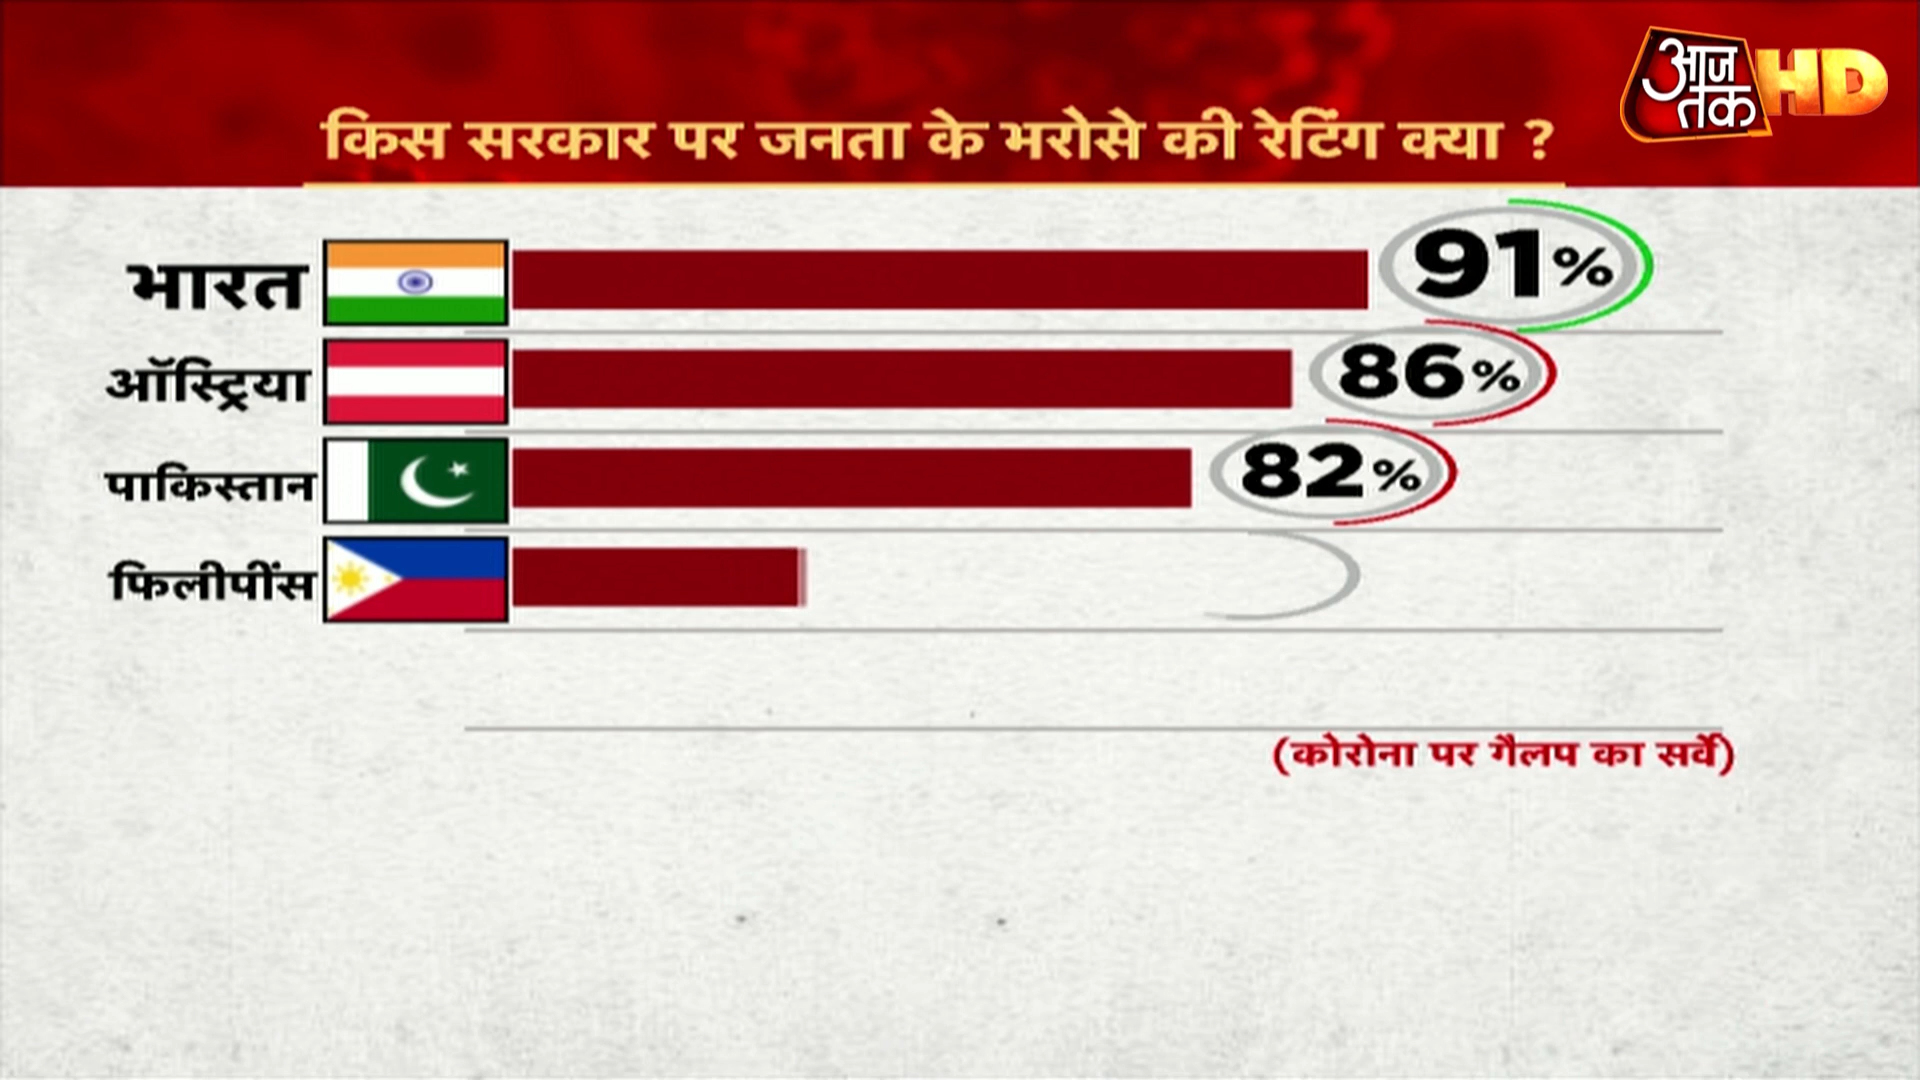 आज तक HD
किस सरकार पर जनता के भरोसे की रेटिंग क्या ?
भारत 91%
ऑस्ट्रिया 86%
पाकिस्तान 82%
फिलीपींस
(कोरोना पर गैलप का सर्वे)